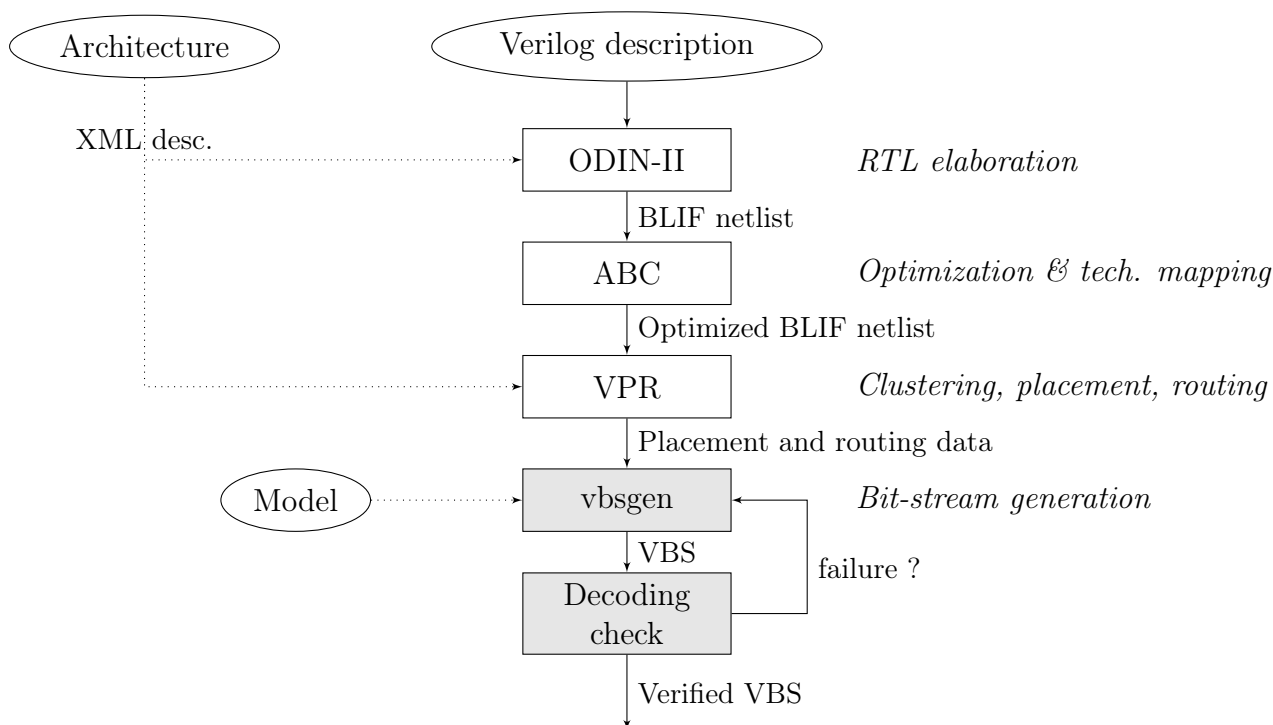 Architecture
Verilog description
XML desc.
ODIN-II
RTL elaboration
BLIF netlist
ABC
Optimization & tech. mapping
Optimized BLIF netlist
VPR
Clustering, placement, routing
Placement and routing data
Model
vbsgen
Bit-stream generation
VBS
failure ?
Decoding
check
Verified VBS